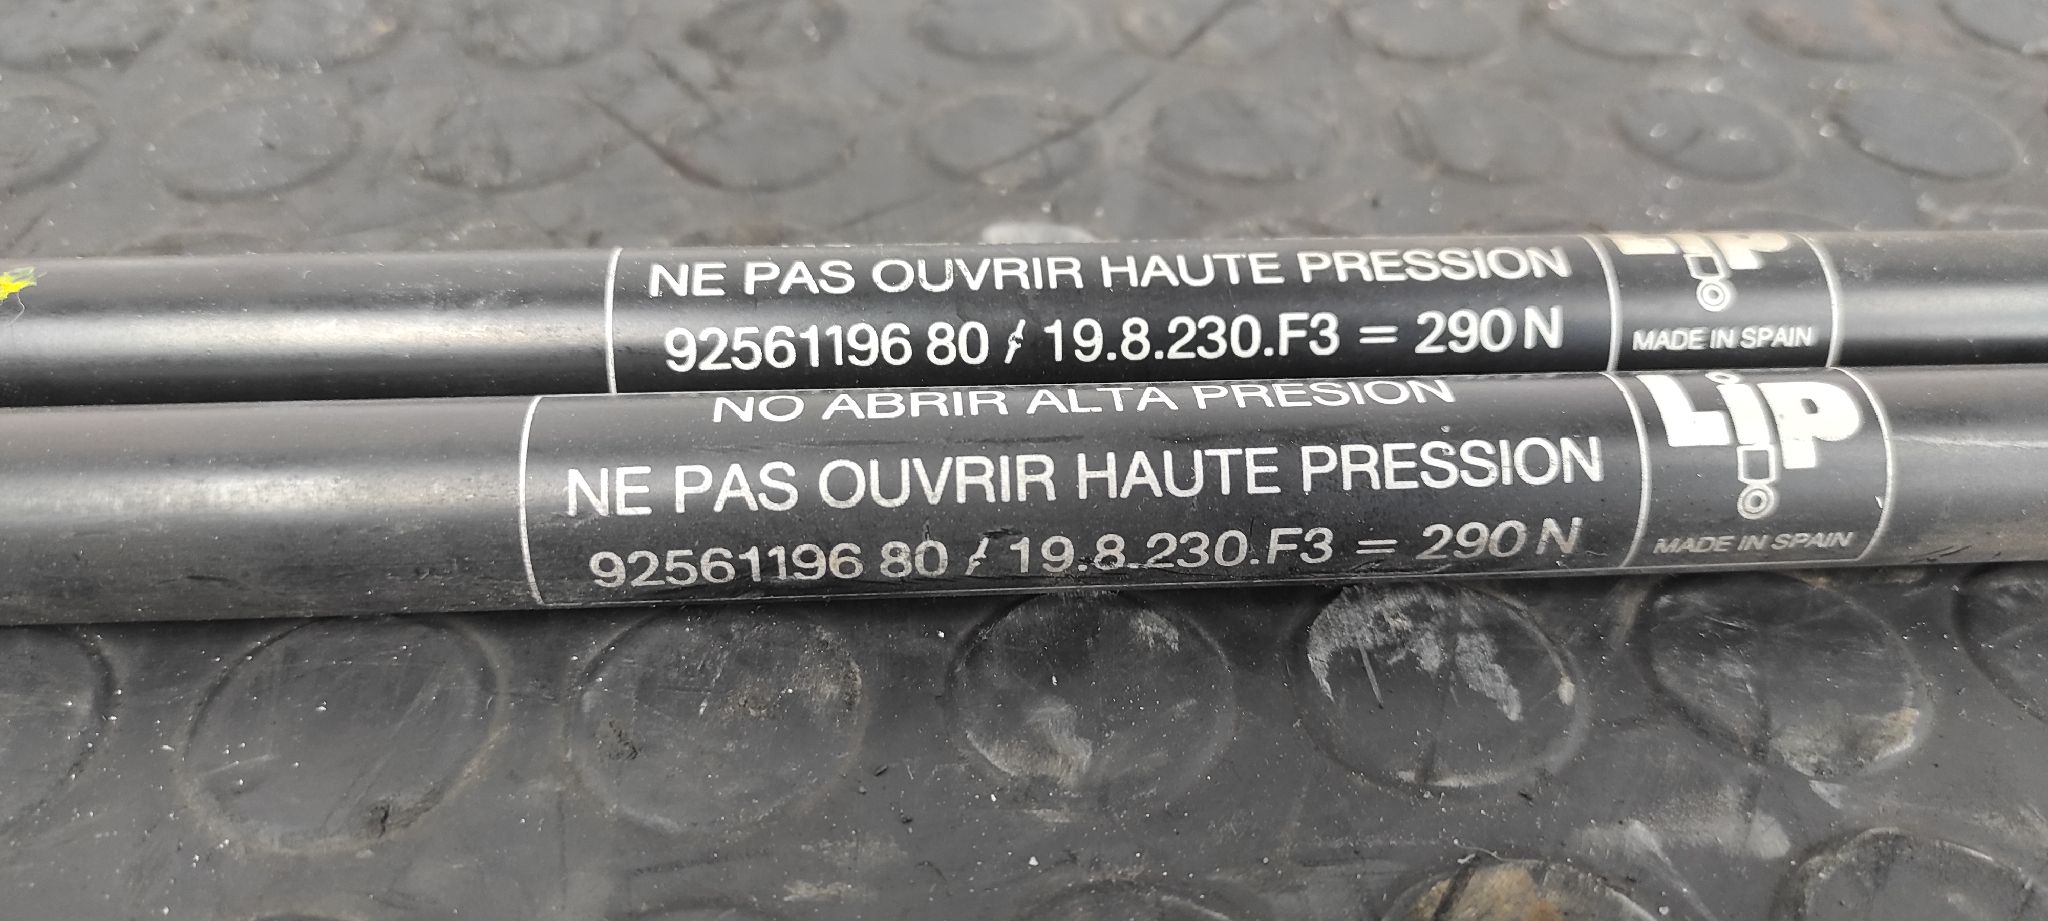 NE PAS OUVRIR HAUTE PRESSION
92561196 80 / 19.8.230.F3 = 290 N
Lip
MADE IN SPAIN
NO ABRIR ALTA PRESION
NE PAS OUVRIR HAUTE PRESSION
92561196 80 / 19.8.230.F3 = 290 N
Lip
MADE IN SPAIN